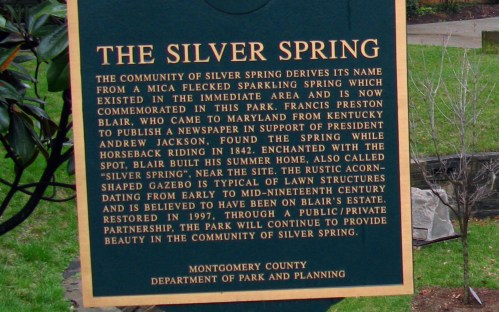 THE SILVER SPRING
THE COMMUNITY OF SILVER SPRING DERIVES ITS NAME
FROM A MICA FLECKED SPARKLING SPRING WHICH
EXISTED IN THE IMMEDIATE AREA AND IS NOW
COMMEMORATED IN THIS PARK. FRANCIS PRESTON
BLAIR, WHO CAME TO MARYLAND FROM KENTUCKY
TO PUBLISH A NEWSPAPER IN SUPPORT OF PRESIDENT
ANDREW JACKSON, FOUND THE SPRING WHILE
HORSEBACK RIDING IN 1842. ENCHANTED WITH THE
SPOT, BLAIR BUILT HIS SUMMER HOME, ALSO CALLED
"SILVER SPRING", NEAR THE SITE. THE RUSTIC ACORN-
SHAPED GAZEBO IS TYPICAL OF LAWN STRUCTURES
DATING FROM EARLY TO MID-NINETEENTH CENTURY
AND IS BELIEVED TO HAVE BEEN ON BLAIR'S ESTATE.
RESTORED IN 1997, THROUGH A PUBLIC/PRIVATE
PARTNERSHIP, THE PARK WILL CONTINUE TO PROVIDE
BEAUTY IN THE COMMUNITY OF SILVER SPRING.
MONTGOMERY COUNTY
DEPARTMENT OF PARK AND PLANNING